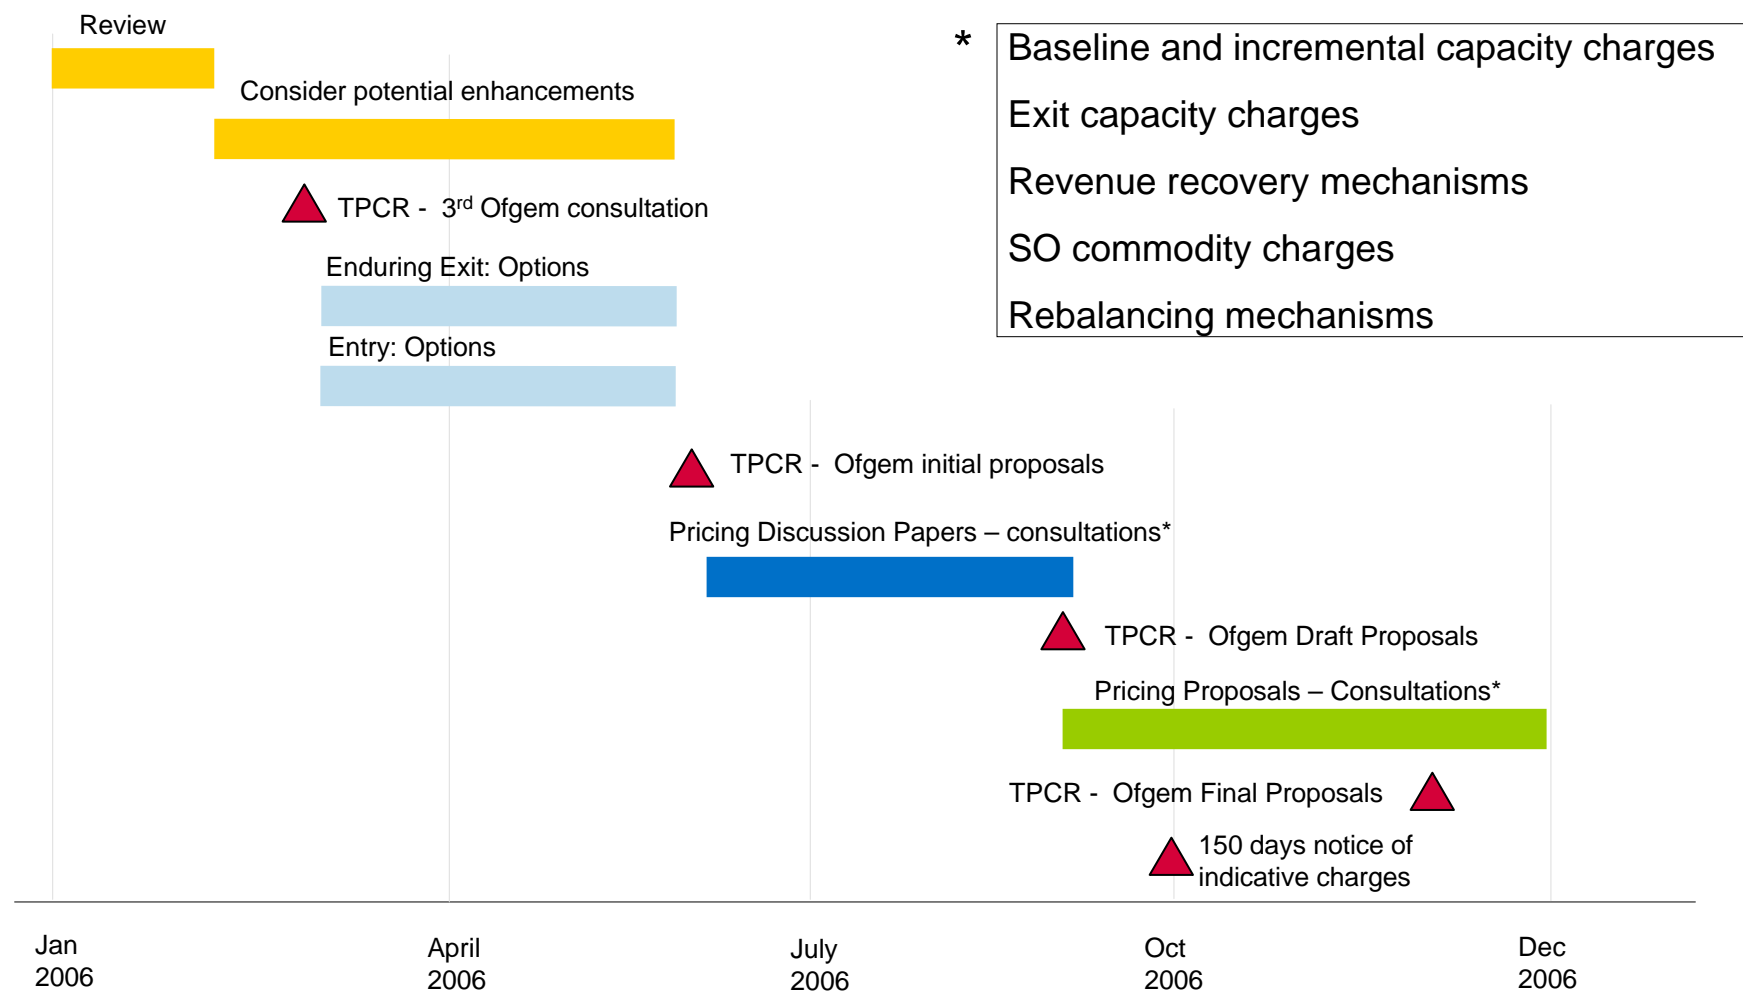 Review
*
Baseline and incremental capacity charges
Consider potential enhancements
Exit capacity charges
Revenue recovery mechanisms
TPCR -  3rd Ofgem consultation
SO commodity charges
Enduring Exit: Options
Rebalancing mechanisms
Entry: Options
TPCR -  Ofgem initial proposals
Pricing Discussion Papers – consultations*
TPCR -  Ofgem Draft Proposals
Pricing Proposals – Consultations*
TPCR -  Ofgem Final Proposals
150 days notice of
indicative charges
Jan
2006
April
2006
July
2006
Oct
2006
Dec
2006